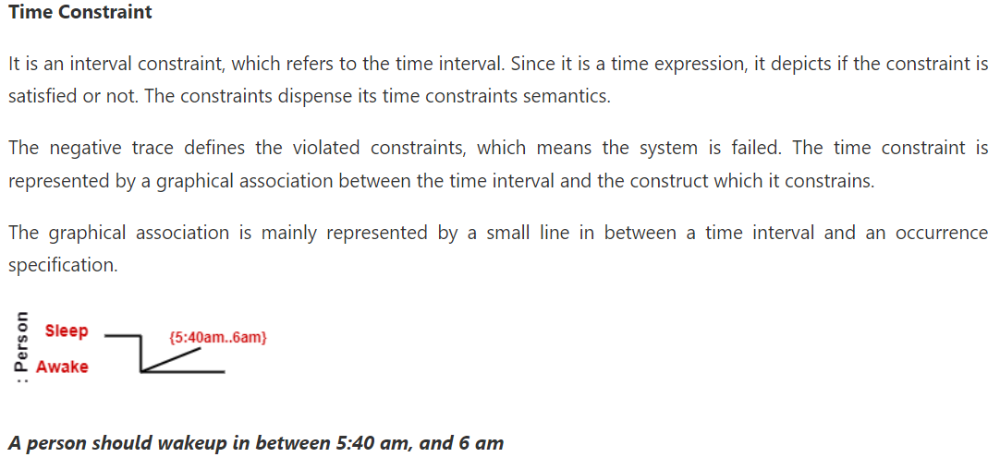 Time Constraint
It is an interval constraint, which refers to the time interval. Since it is a time expression, it depicts if the constraint is
satisfied or not. The constraints dispense its time constraints semantics.
The negative trace defines the violated constraints, which means the system is failed. The time constraint is
represented by a graphical association between the time interval and the construct which it constrains.
The graphical association is mainly represented by a small line in between a time interval and an occurrence
specification.
: Person
Sleep
{5:40am..6am}
Awake
A person should wakeup in between 5:40 am, and 6 am